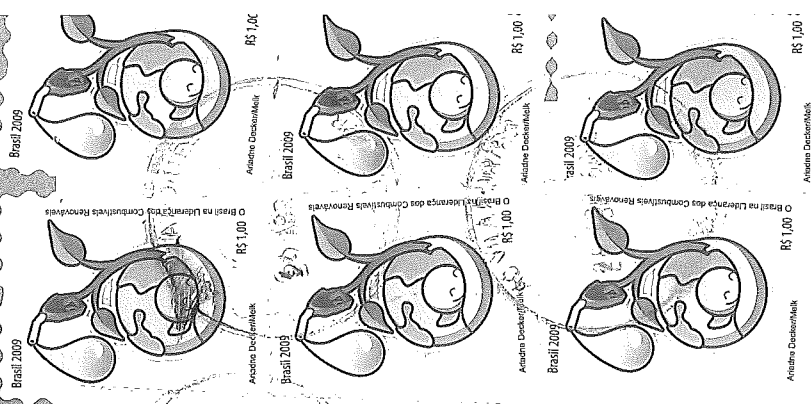 Brasil 2009
R$ 1,00
Ariadne Decker/Melk
Brasil 2009
R$ 1,00
Ariadne Decker/Melk
rasil 2009
R$ 1,00
Ariadne Decker/Melk
O Brasil na Liderança dos Combustíveis Renováveis
Brasil 2009
R$ 1,00
Ariadne Decker/Melk
O Brasil na Liderança dos Combustíveis Renováveis
Brasil 2009
R$ 1,00
Ariadne Decker/Melk
O Brasil na Liderança dos Combustíveis Renováveis
Brasil 2009
R$ 1,00
Ariadne Decker/Melk